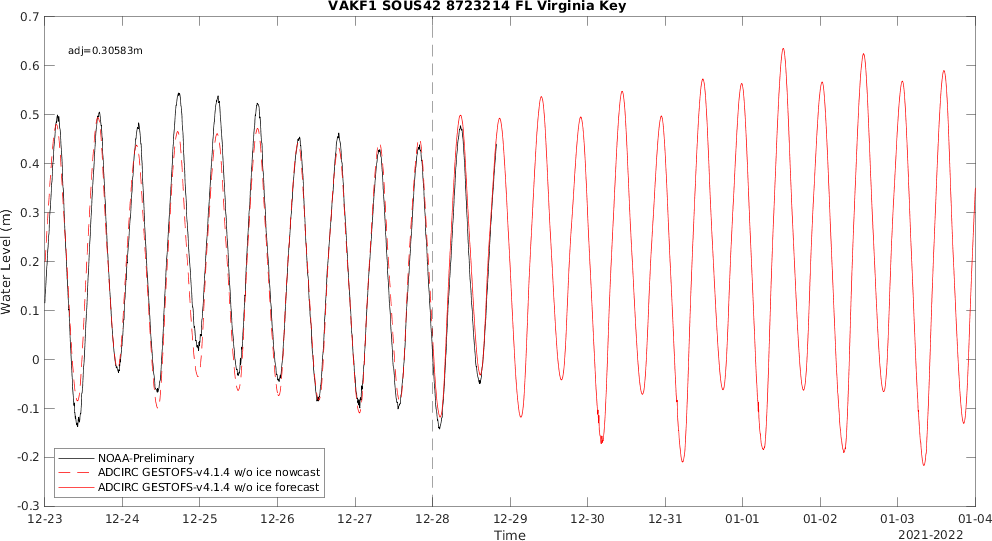 VAKF1 SOUS42 8723214 FL Virginia Key
adj=0.30583m
Water Level (m)
0.7
0.6
0.5
0.4
0.3
0.2
0.1
0
-0.1
-0.2
-0.3
NOAA-Preliminary
ADCIRC GESTOFS-v4.1.4 w/o ice nowcast
ADCIRC GESTOFS-v4.1.4 w/o ice forecast
12-23 12-24 12-25 12-26 12-27 12-28 12-29 12-30 12-31 01-01 01-02 01-03 01-04
Time
2021-2022